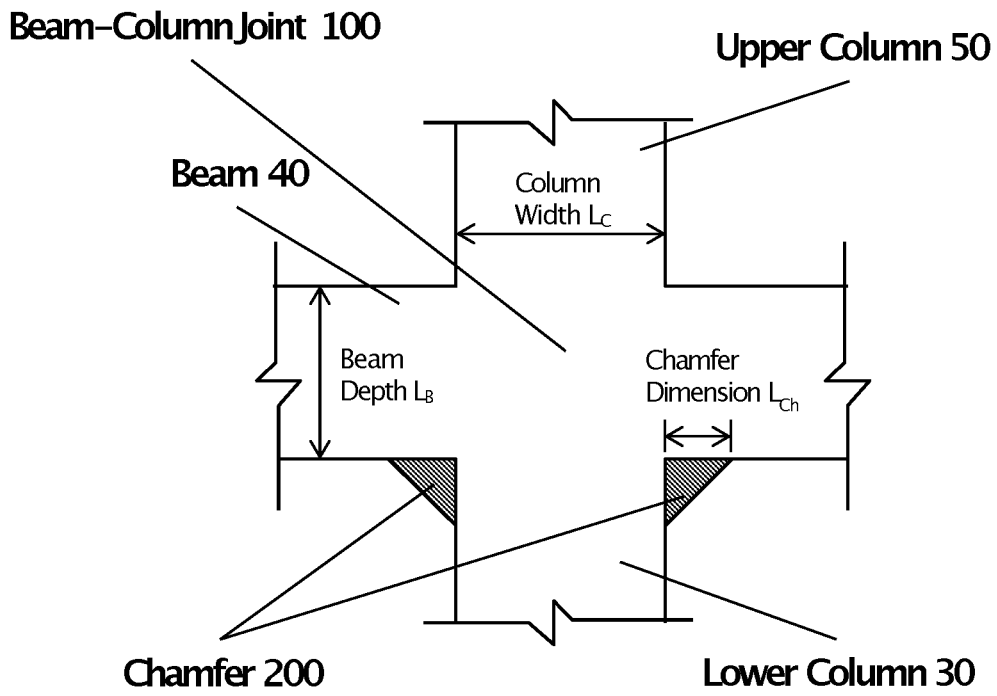 Beam-Column Joint 100
Upper Column 50
Beam 40
Column
Width LC
Beam
Depth LB
Chamfer
Dimension LCh
Chamfer 200
Lower Column 30